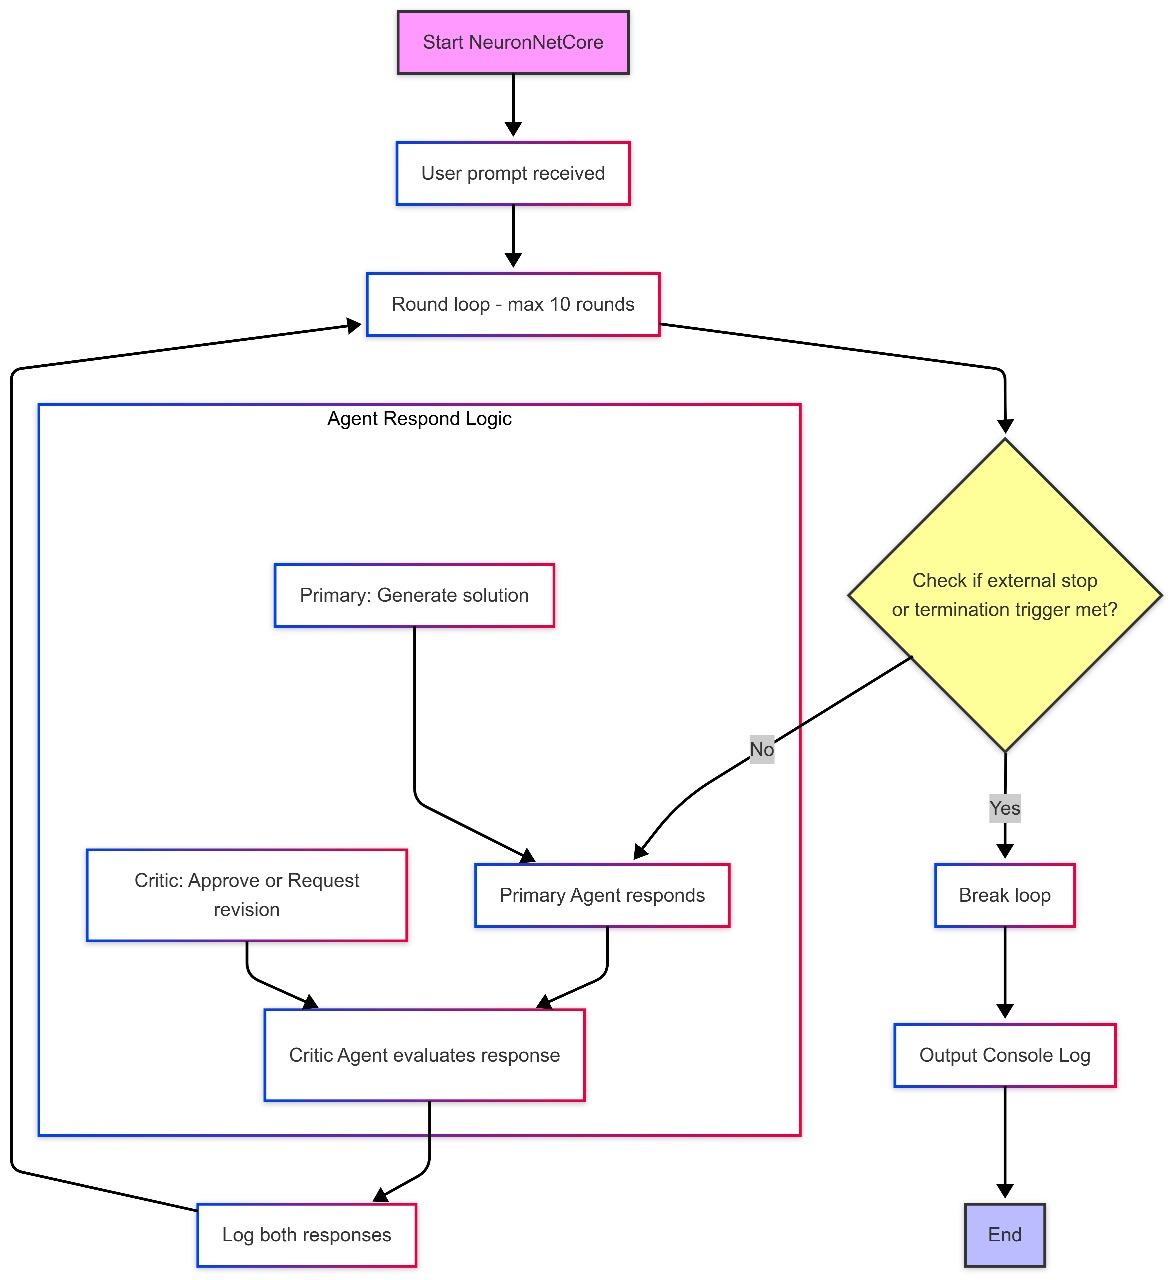 Start NeuronNetCore
User prompt received
Round loop - max 10 rounds
Agent Respond Logic
Check if external stop
or termination trigger met?
Primary: Generate solution
No
Yes
Critic: Approve or Request
revision
Primary Agent responds
Break loop
Critic Agent evaluates response
Output Console Log
Log both responses
End